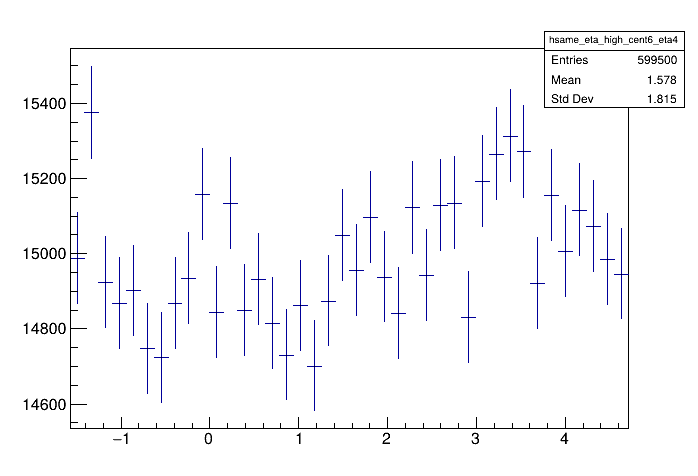 hsame_eta_high_cent6_eta4
Entries 599500
Mean 1.578
Std Dev 1.815
15400
15200
15000
14800
14600
−1 0 1 2 3 4